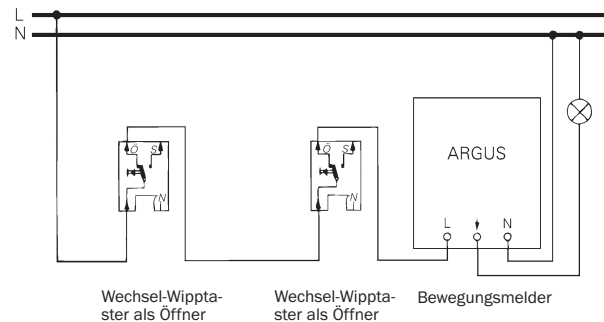 L
N
Ö S
N
Ö S
N
ARGUS
L N
Wechsel-Wippta-
ster als Öffner
Wechsel-Wippta-
ster als Öffner
Bewegungsmelder